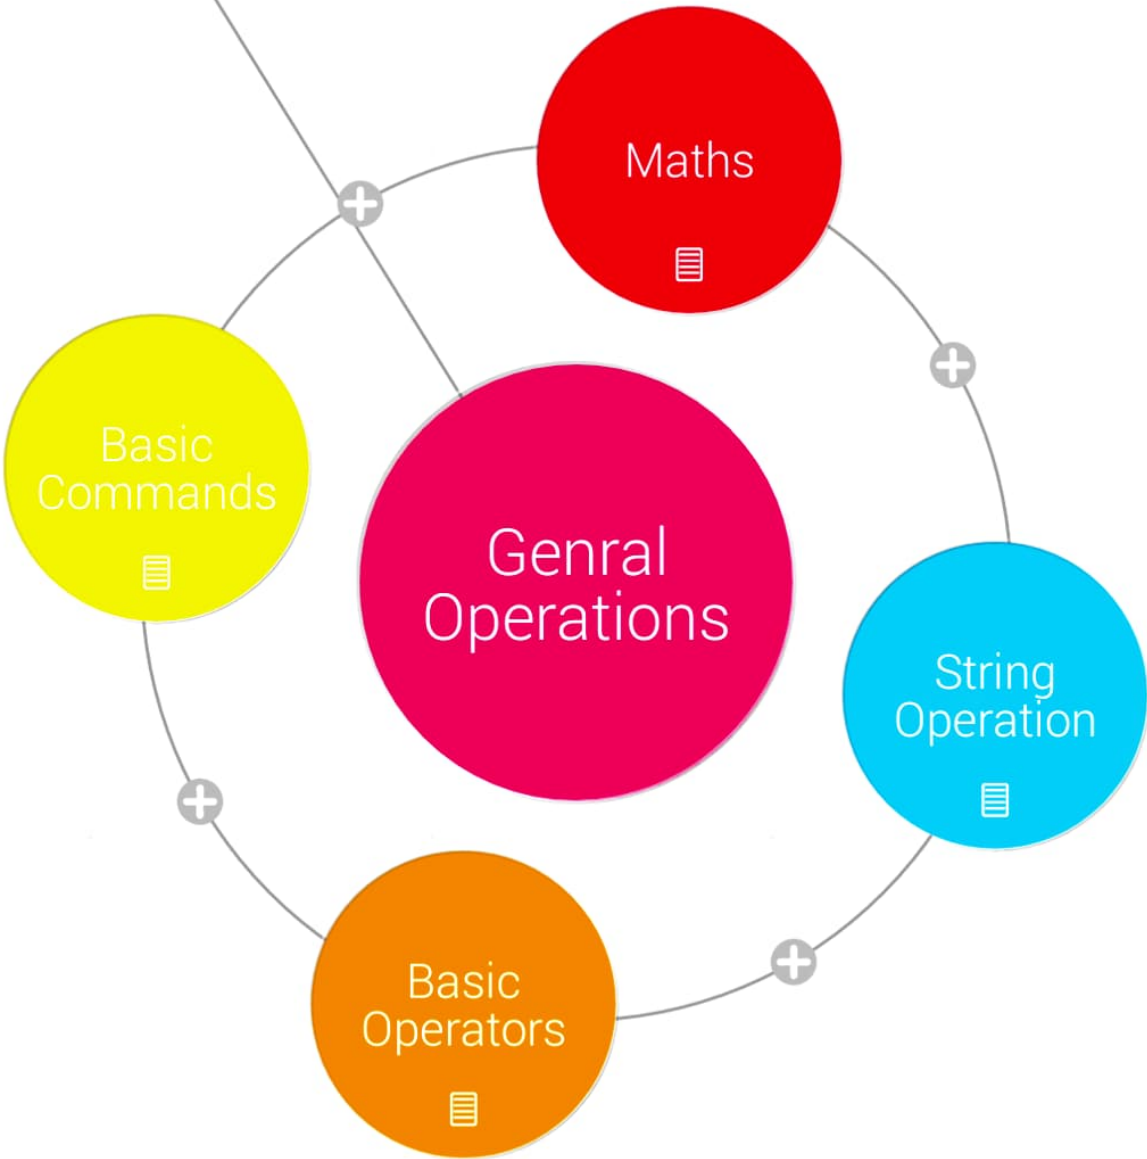 Maths
Basic
Commands
Genral
Operations
String
Operation
Basic
Operators